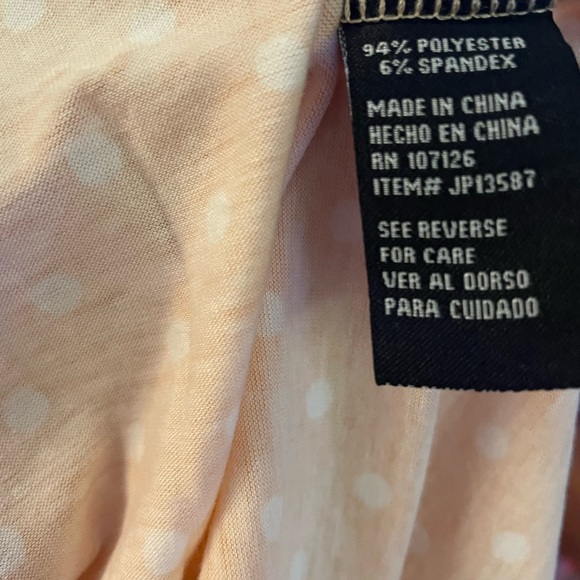 94% POLYESTER
6% SPANDEX
MADE IN CHINA
HECHO EN CHINA
RN 107126
ITEM# JP13587
SEE REVERSE
FOR CARE
VER AL DORSO
PARA CUIDADO